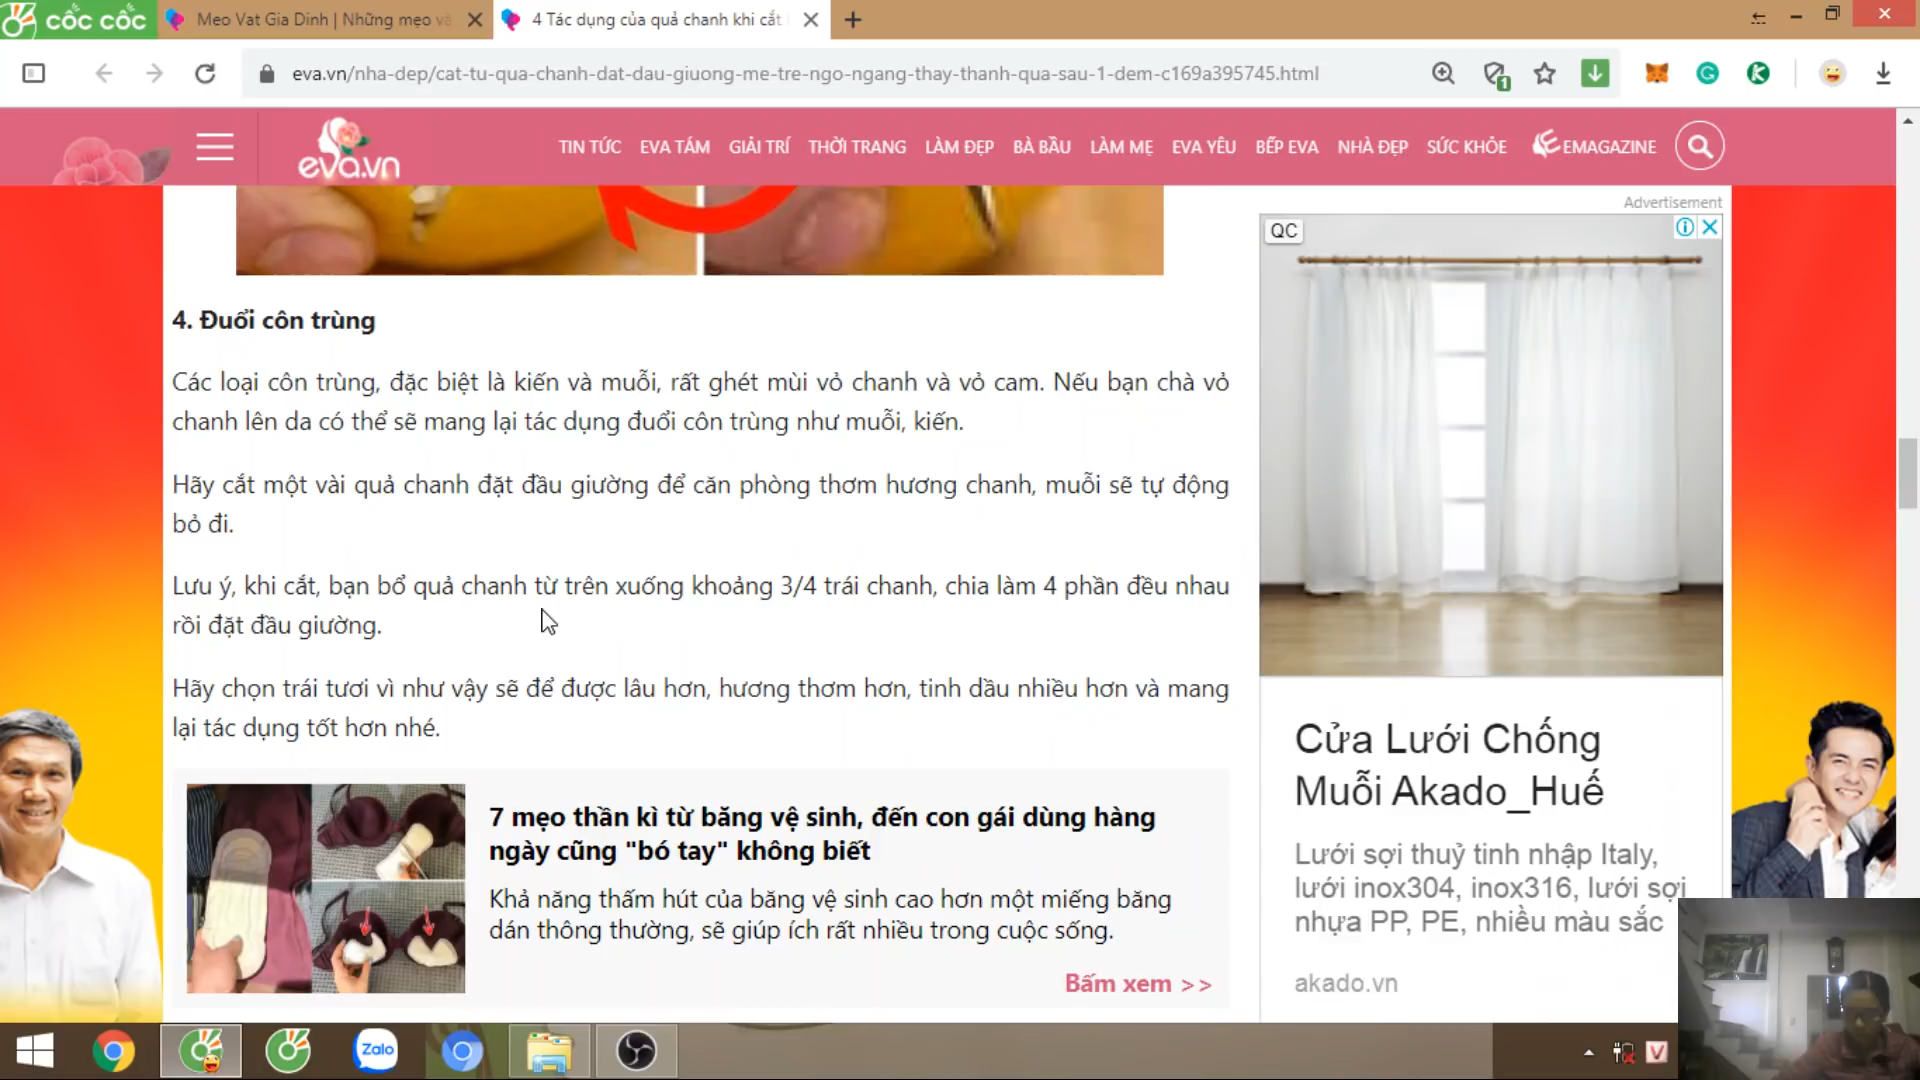 cốc cốc
Meo Vat Gia Dinh | Những mẹo vă
4 Tác dụng của quả chanh khi cắt
eva.vn/nha-dep/cat-tu-qua-chanh-dat-dau-giuong-me-tre-ngo-ngang-thay-thanh-qua-sau-1-dem-c169a395745.html
1
eva.vn
TIN TỨC EVA TÁM GIẢI TRÍ THỜI TRANG LÀM ĐẸP BÀ BẦU LÀM MẸ EVA YÊU BẾP EVA NHÀ ĐẸP SỨC KHỎE EMAGAZINE
Advertisement
QC
4. Đuổi côn trùng
Các loại côn trùng, đặc biệt là kiến và muỗi, rất ghét mùi vỏ chanh và vỏ cam. Nếu bạn chà vỏ
chanh lên da có thể sẽ mang lại tác dụng đuổi côn trùng như muỗi, kiến.
Hãy cắt một vài quả chanh đặt đầu giường để căn phòng thơm hương chanh, muỗi sẽ tự động
bỏ đi.
Lưu ý, khi cắt, bạn bổ quả chanh từ trên xuống khoảng 3/4 trái chanh, chia làm 4 phần đều nhau
rồi đặt đầu giường.
Hãy chọn trái tươi vì như vậy sẽ để được lâu hơn, hương thơm hơn, tinh dầu nhiều hơn và mang
lại tác dụng tốt hơn nhé.
7 mẹo thần kì từ băng vệ sinh, đến con gái dùng hàng
ngày cũng "bó tay" không biết
Khả năng thấm hút của băng vệ sinh cao hơn một miếng băng
dán thông thường, sẽ giúp ích rất nhiều trong cuộc sống.
Bấm xem >>
Cửa Lưới Chống
Muỗi Akado_Huế
Lưới sợi thuỷ tinh nhập Italy,
lưới inox304, inox316, lưới sợi
nhựa PP, PE, nhiều màu sắc
akado.vn
Zalo
V